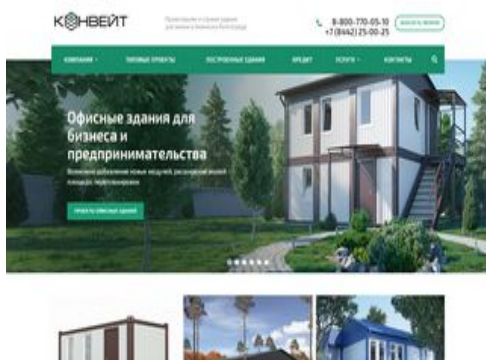 КОНВЕЙТ
8-800-770-05-10
+7 (8442) 25-00-25
КОМПАНИЯ
ТИПОВЫЕ ПРОЕКТЫ
ПОСТРОЕННЫЕ ЗДАНИЯ
КРЕДИТ
УСЛУГИ
КОНТАКТЫ
Офисные здания для
бизнеса и
предпринимательства
ПРОЕКТЫ ОФИСНЫХ ЗДАНИЙ